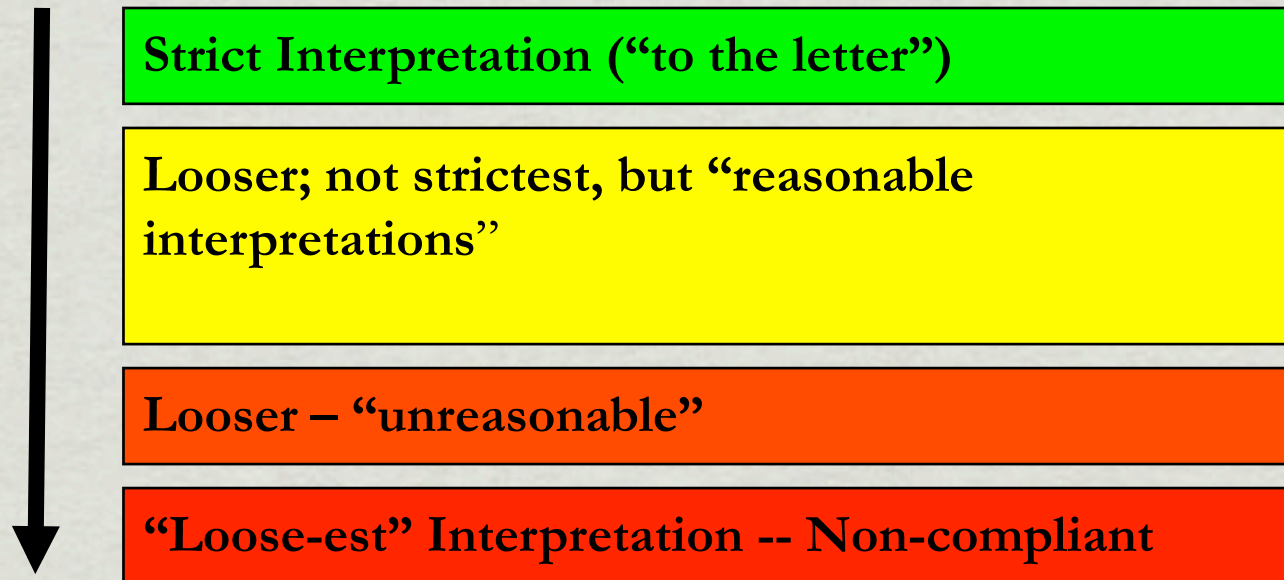 Strict Interpretation (“to the letter”)
Looser; not strictest, but “reasonable
interpretations”
Looser – “unreasonable”
“Loose-est” Interpretation -- Non-compliant